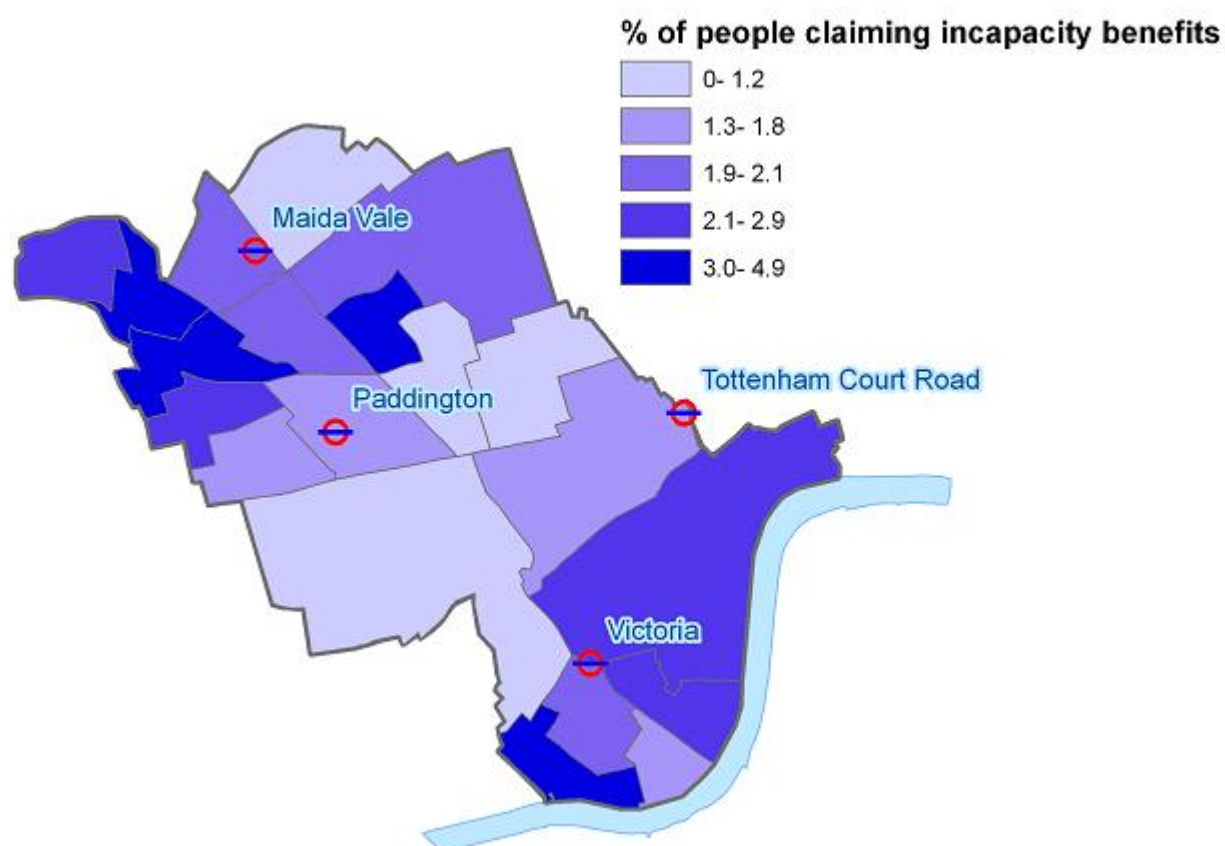 % of people claiming incapacity benefits
0- 1.2
1.3- 1.8
1.9- 2.1
2.1- 2.9
3.0- 4.9
Maida Vale
Paddington
Tottenham Court Road
Victoria